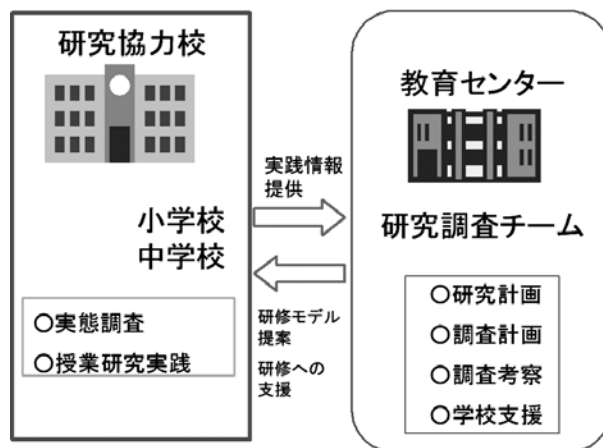 研究協力校
小学校
中学校
○実態調査
○授業研究実践
実践情報
提供
研修モデル
提案
研修への
支援
教育センター
研究調査チーム
○研究計画
○調査計画
○調査考察
○学校支援